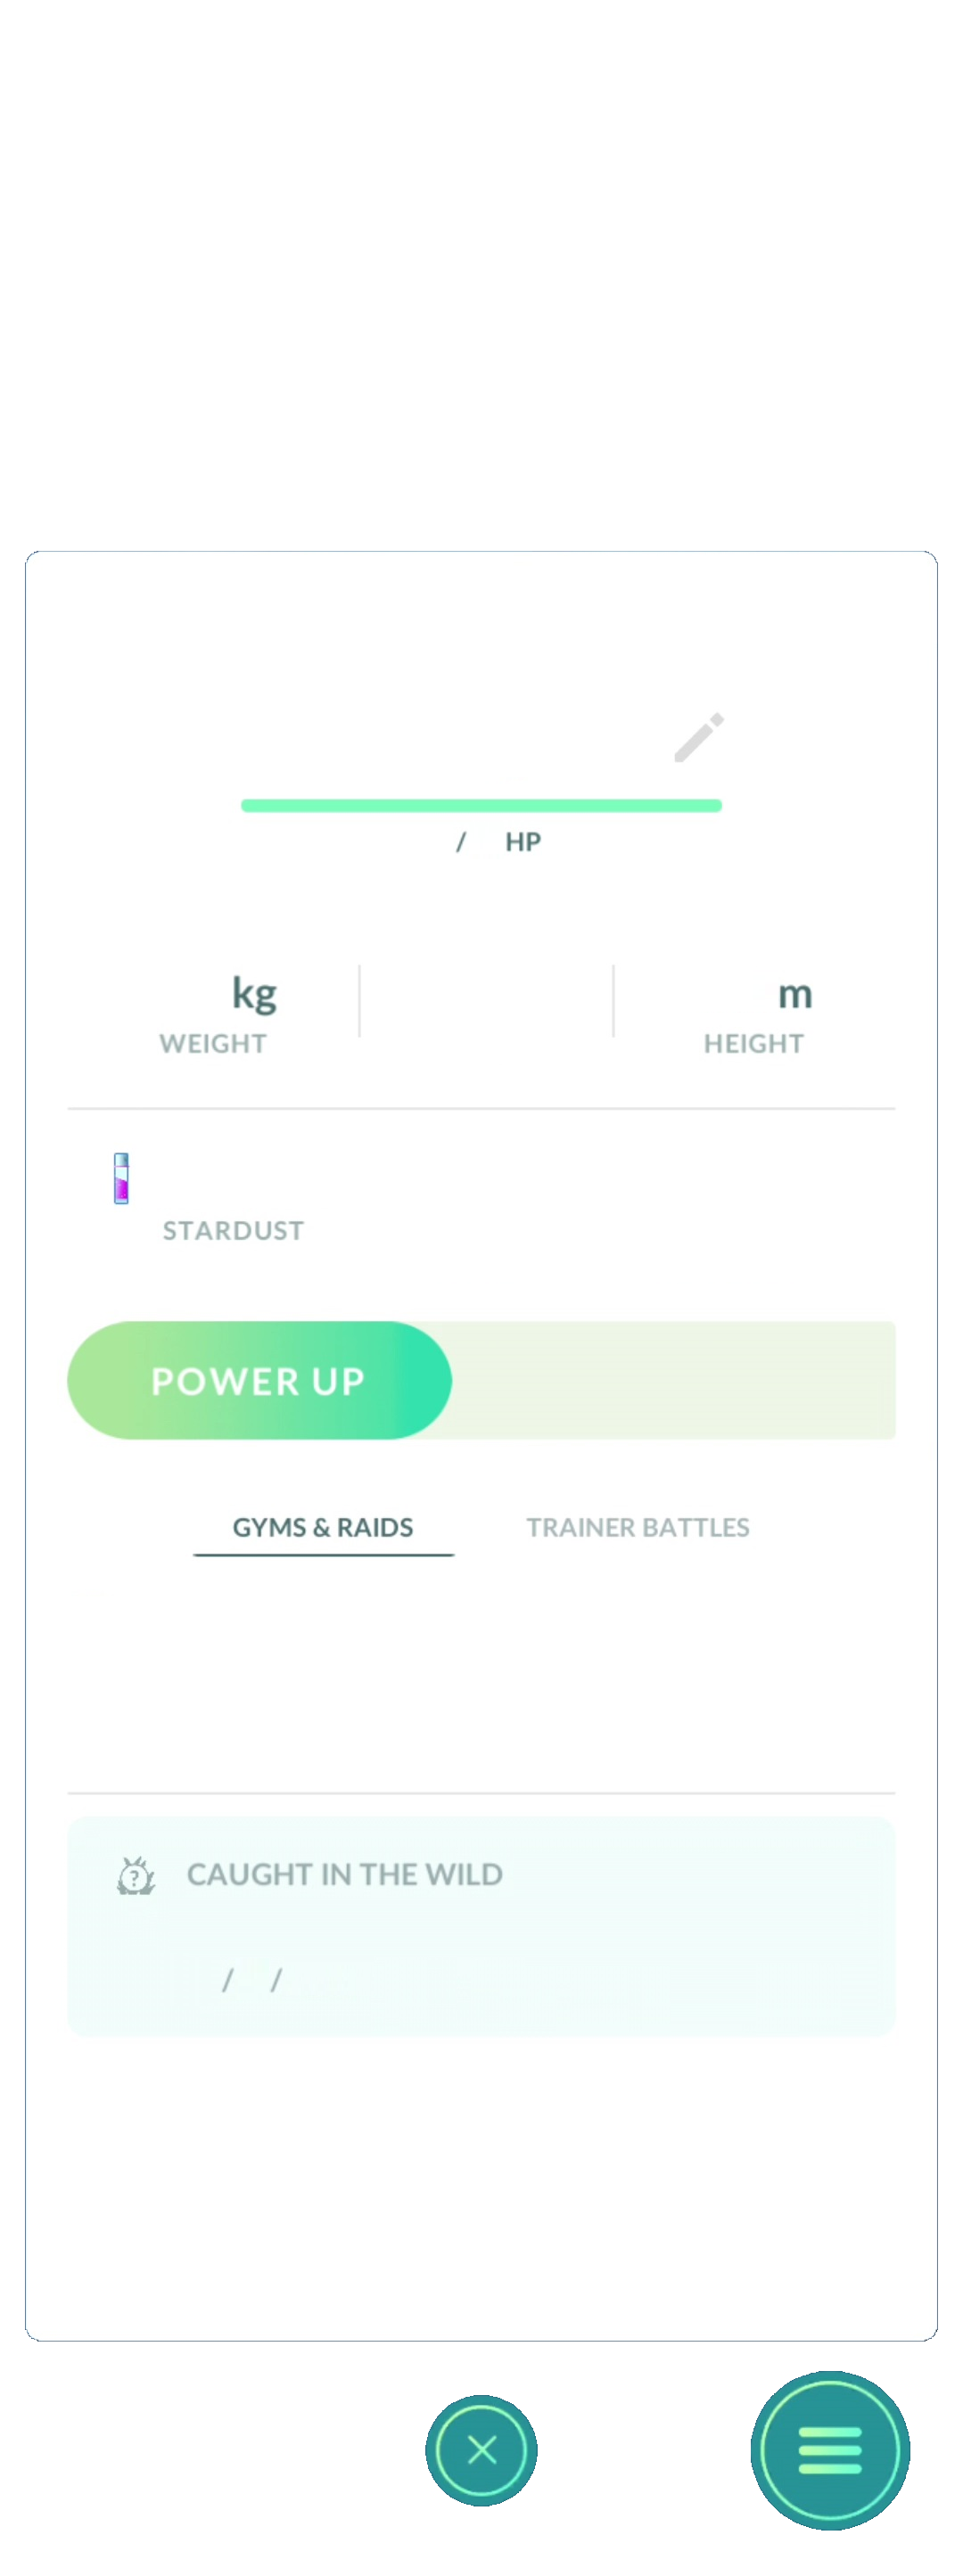 / HP
kg
WEIGHT
m
HEIGHT
STARDUST
POWER UP
GYMS & RAIDS
TRAINER BATTLES
?
CAUGHT IN THE WILD
/ /